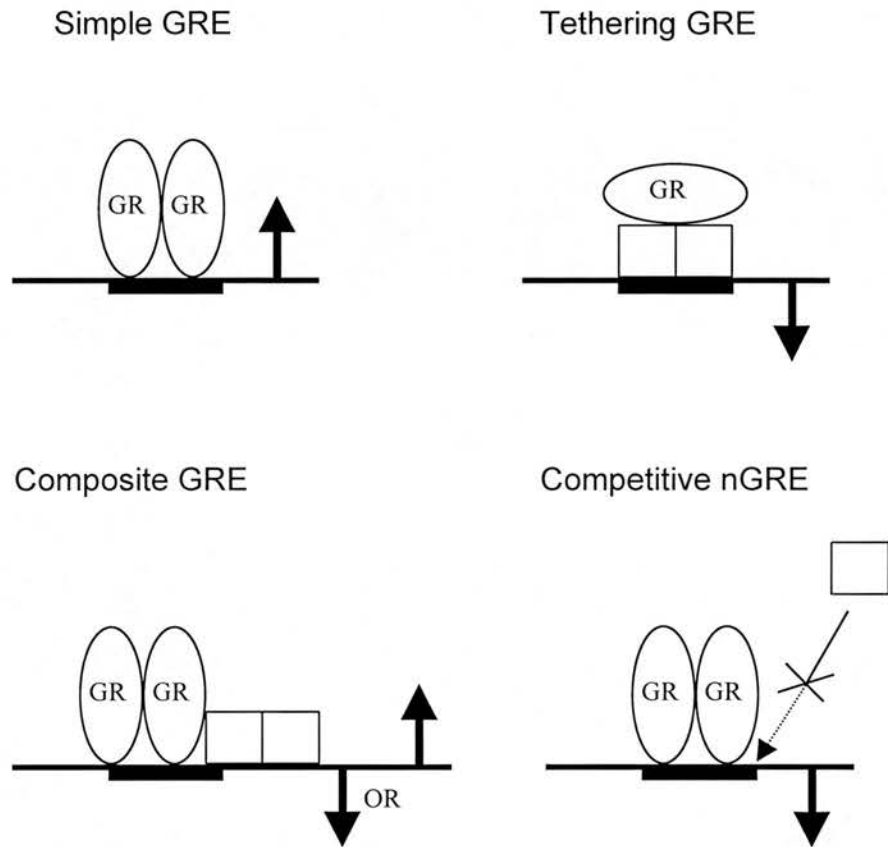 Simple GRE
GR GR
Tethering GRE
GR
Composite GRE
GR GR
OR
Competitive nGRE
GR GR